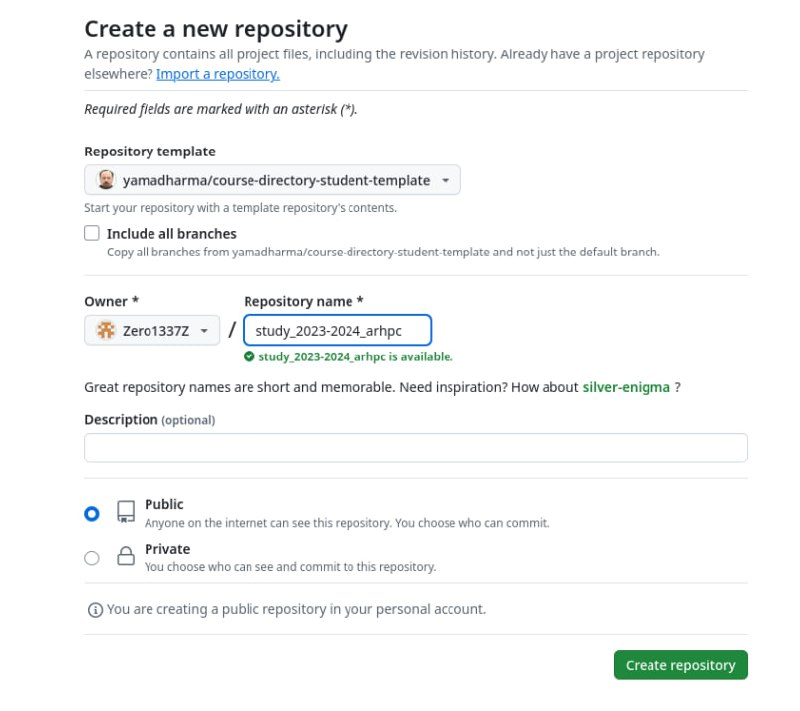 Create a new repository
A repository contains all project files, including the revision history. Already have a project repository
elsewhere? Import a repository.
Required fields are marked with an asterisk (*).
Repository template
yamadharma/course-directory-student-template
Start your repository with a template repository's contents.
Include all branches
Copy all branches from yamadharma/course-directory-student-template and not just the default branch.
Owner * Repository name *
Zero1337Z / study_2023-2024_arhpc
study_2023-2024_arhpc is available.
Great repository names are short and memorable. Need inspiration? How about silver-enigma ?
Description (optional)
Public
Anyone on the internet can see this repository. You choose who can commit.
Private
You choose who can see and commit to this repository.
You are creating a public repository in your personal account.
Create repository